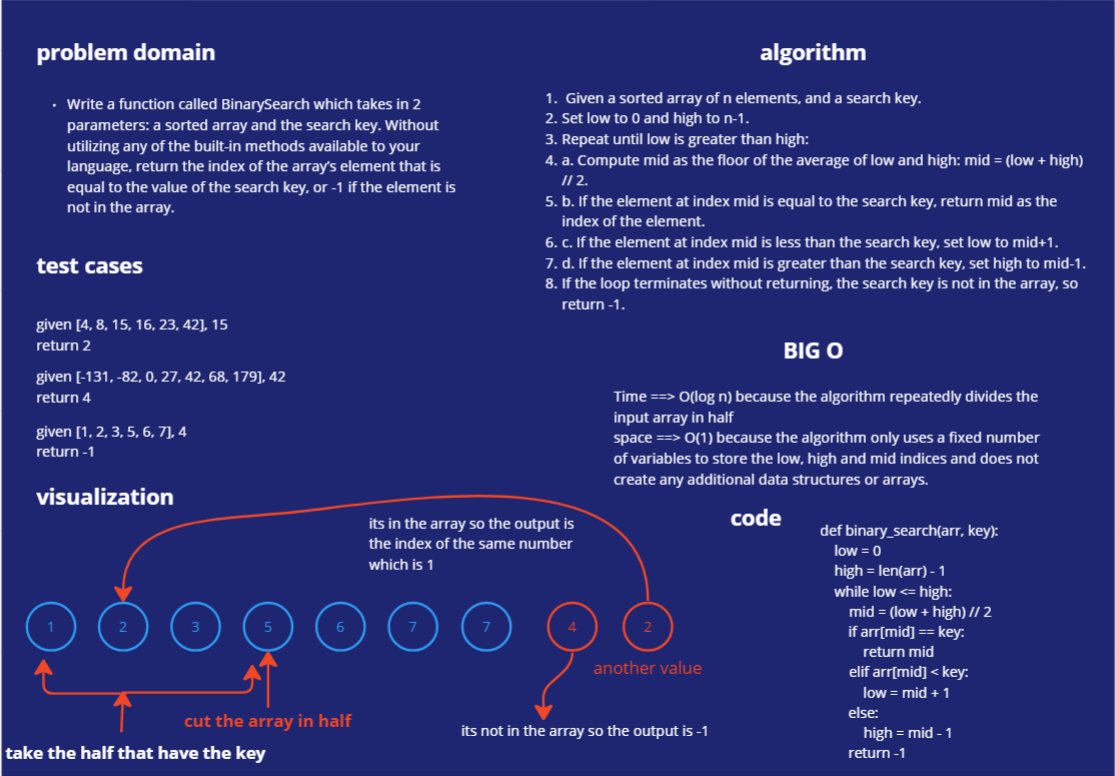 problem domain
• Write a function called BinarySearch which takes in 2
parameters: a sorted array and the search key. Without
utilizing any of the built-in methods available to your
language, return the index of the array's element that is
equal to the value of the search key, or -1 if the element is
not in the array.
test cases
given [4, 8, 15, 16, 23, 42], 15
return 2
given [-131, -82, 0, 27, 42, 68, 179], 42
return 4
given [1, 2, 3, 5, 6, 7], 4
return -1
visualization
its in the array so the output is
the index of the same number
which is 1
1 2 3 5 6 7 7 4 2
another value
cut the array in half
its not in the array so the output is -1
take the half that have the key
algorithm
1. Given a sorted array of n elements, and a search key.
2. Set low to 0 and high to n-1.
3. Repeat until low is greater than high:
4. a. Compute mid as the floor of the average of low and high: mid = (low + high)
// 2.
5. b. If the element at index mid is equal to the search key, return mid as the
index of the element.
6. c. If the element at index mid is less than the search key, set low to mid+1.
7. d. If the element at index mid is greater than the search key, set high to mid-1.
8. If the loop terminates without returning, the search key is not in the array, so
return -1.
BIG O
Time ==> O(log n) because the algorithm repeatedly divides the
input array in half
space ==> O(1) because the algorithm only uses a fixed number
of variables to store the low, high and mid indices and does not
create any additional data structures or arrays.
code
def binary_search(arr, key):
low = 0
high = len(arr) - 1
while low <= high:
mid = (low + high) // 2
if arr[mid] == key:
return mid
elif arr[mid] < key:
low = mid + 1
else:
high = mid - 1
return -1